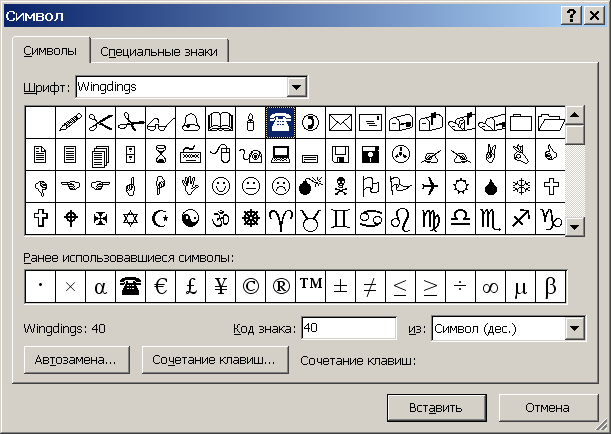 Символ
Символы Специальные знаки
Шрифт: Wingdings
Ранее использовавшиеся символы:
· × α ☎ € £ ¥ © ® ™ ± ≠ ≤ ≥ ÷ ∞ µ β
Wingdings: 40 Код знака: 40 из: Символ (дес.)
Автозамена... Сочетание клавиш... Сочетание клавиш:
Вставить Отмена